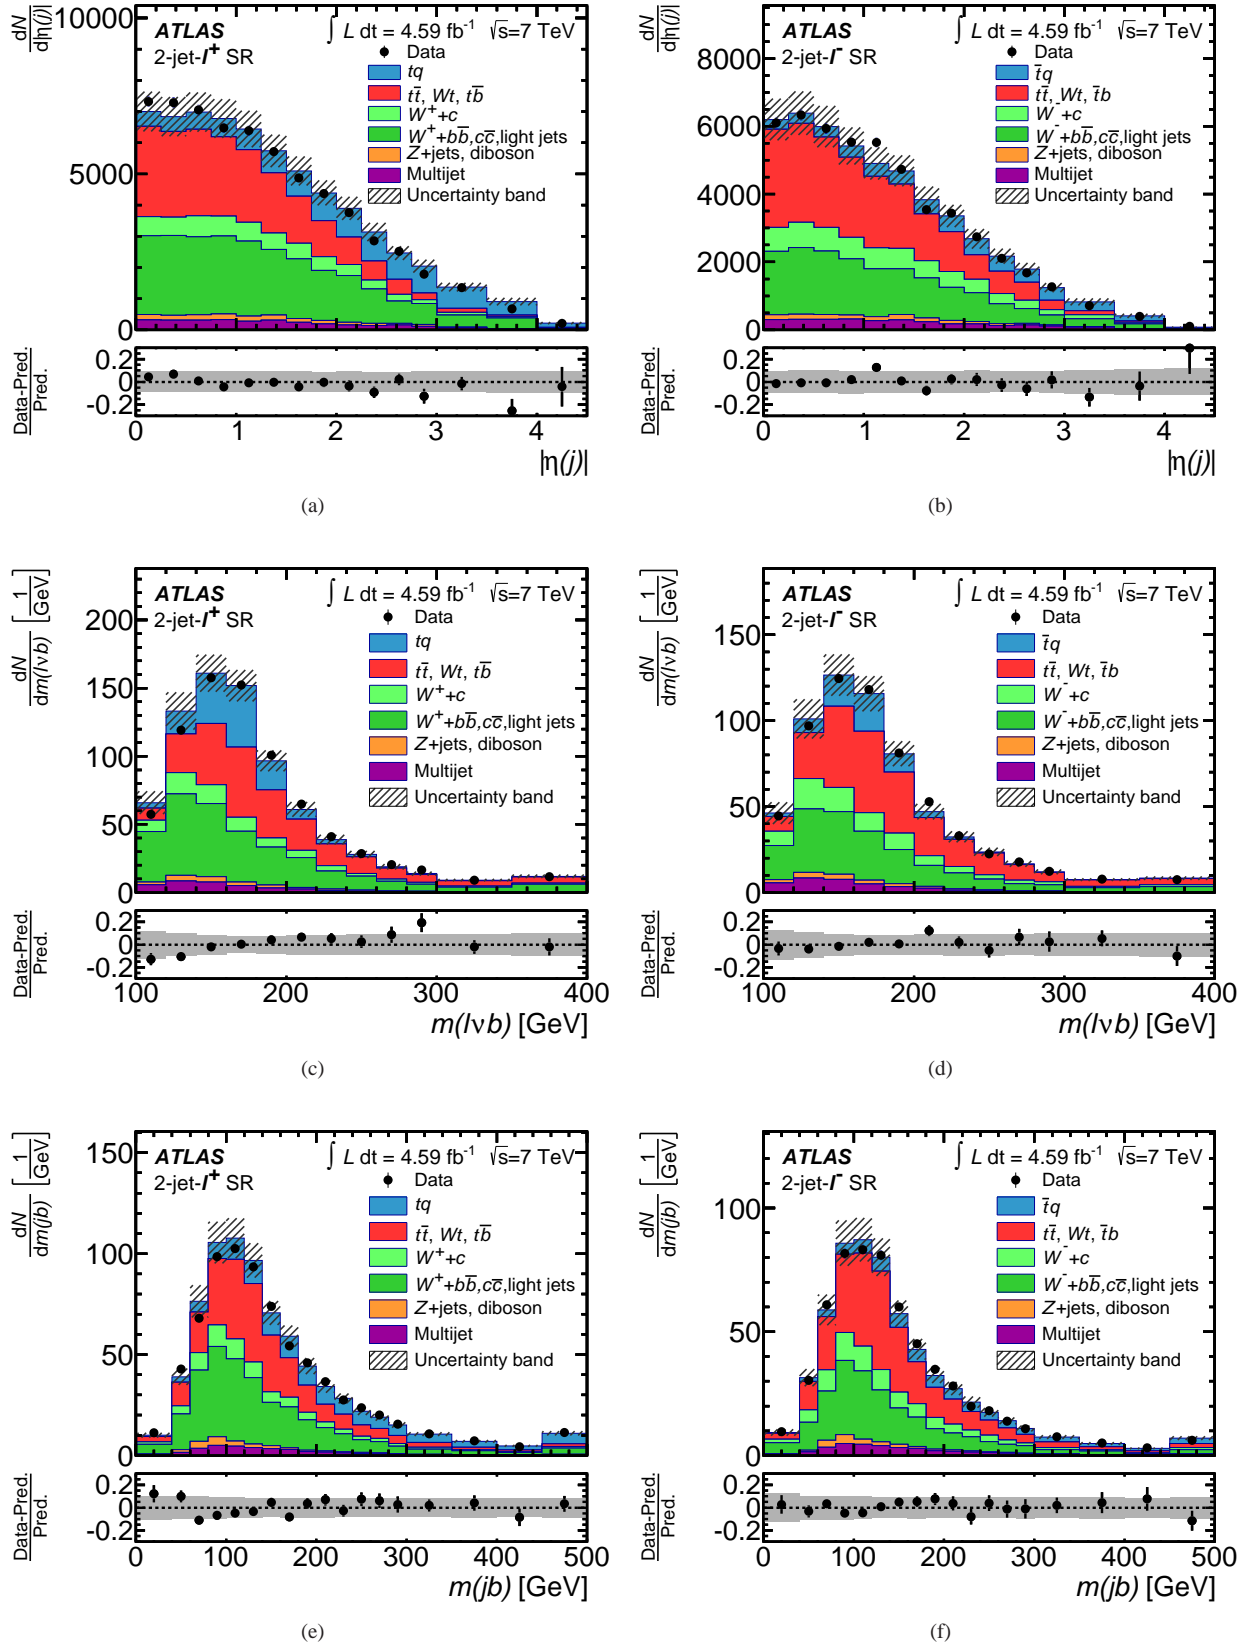 dN
d|η(j)|
10000
5000
0
ATLAS
2-jet-l⁺ SR
∫ L dt = 4.59 fb⁻¹ √s=7 TeV
Data
tq
tt̄, Wt, tb̄
W⁺+c
W⁺+bb̄,cc̄,light jets
Z+jets, diboson
Multijet
Uncertainty band
Data-Pred.
Pred.
0.2
0
-0.2
0 1 2 3 4
|η(j)|
(a)
dN
d|η(j)|
8000
6000
4000
2000
0
ATLAS
2-jet-l⁻ SR
∫ L dt = 4.59 fb⁻¹ √s=7 TeV
Data
t̄q
tt̄, Wt, t̄b
W⁻+c
W⁻+bb̄,cc̄,light jets
Z+jets, diboson
Multijet
Uncertainty band
Data-Pred.
Pred.
0.2
0
-0.2
0 1 2 3 4
|η(j)|
(b)
dN
dm(lνb)
[1/GeV]
200
150
100
50
0
ATLAS
2-jet-l⁺ SR
∫ L dt = 4.59 fb⁻¹ √s=7 TeV
Data
tq
tt̄, Wt, tb̄
W⁺+c
W⁺+bb̄,cc̄,light jets
Z+jets, diboson
Multijet
Uncertainty band
Data-Pred.
Pred.
0.2
0
-0.2
100 200 300 400
m(lνb) [GeV]
(c)
dN
dm(lνb)
[1/GeV]
150
100
50
0
ATLAS
2-jet-l⁻ SR
∫ L dt = 4.59 fb⁻¹ √s=7 TeV
Data
t̄q
tt̄, Wt, t̄b
W⁻+c
W⁻+bb̄,cc̄,light jets
Z+jets, diboson
Multijet
Uncertainty band
Data-Pred.
Pred.
0.2
0
-0.2
100 200 300 400
m(lνb) [GeV]
(d)
dN
dm(jb)
[1/GeV]
150
100
50
0
ATLAS
2-jet-l⁺ SR
∫ L dt = 4.59 fb⁻¹ √s=7 TeV
Data
tq
tt̄, Wt, tb̄
W⁺+c
W⁺+bb̄,cc̄,light jets
Z+jets, diboson
Multijet
Uncertainty band
Data-Pred.
Pred.
0.2
0
-0.2
0 100 200 300 400 500
m(jb) [GeV]
(e)
dN
dm(jb)
[1/GeV]
100
50
0
ATLAS
2-jet-l⁻ SR
∫ L dt = 4.59 fb⁻¹ √s=7 TeV
Data
t̄q
tt̄, Wt, t̄b
W⁻+c
W⁻+bb̄,cc̄,light jets
Z+jets, diboson
Multijet
Uncertainty band
Data-Pred.
Pred.
0.2
0
-0.2
0 100 200 300 400 500
m(jb) [GeV]
(f)